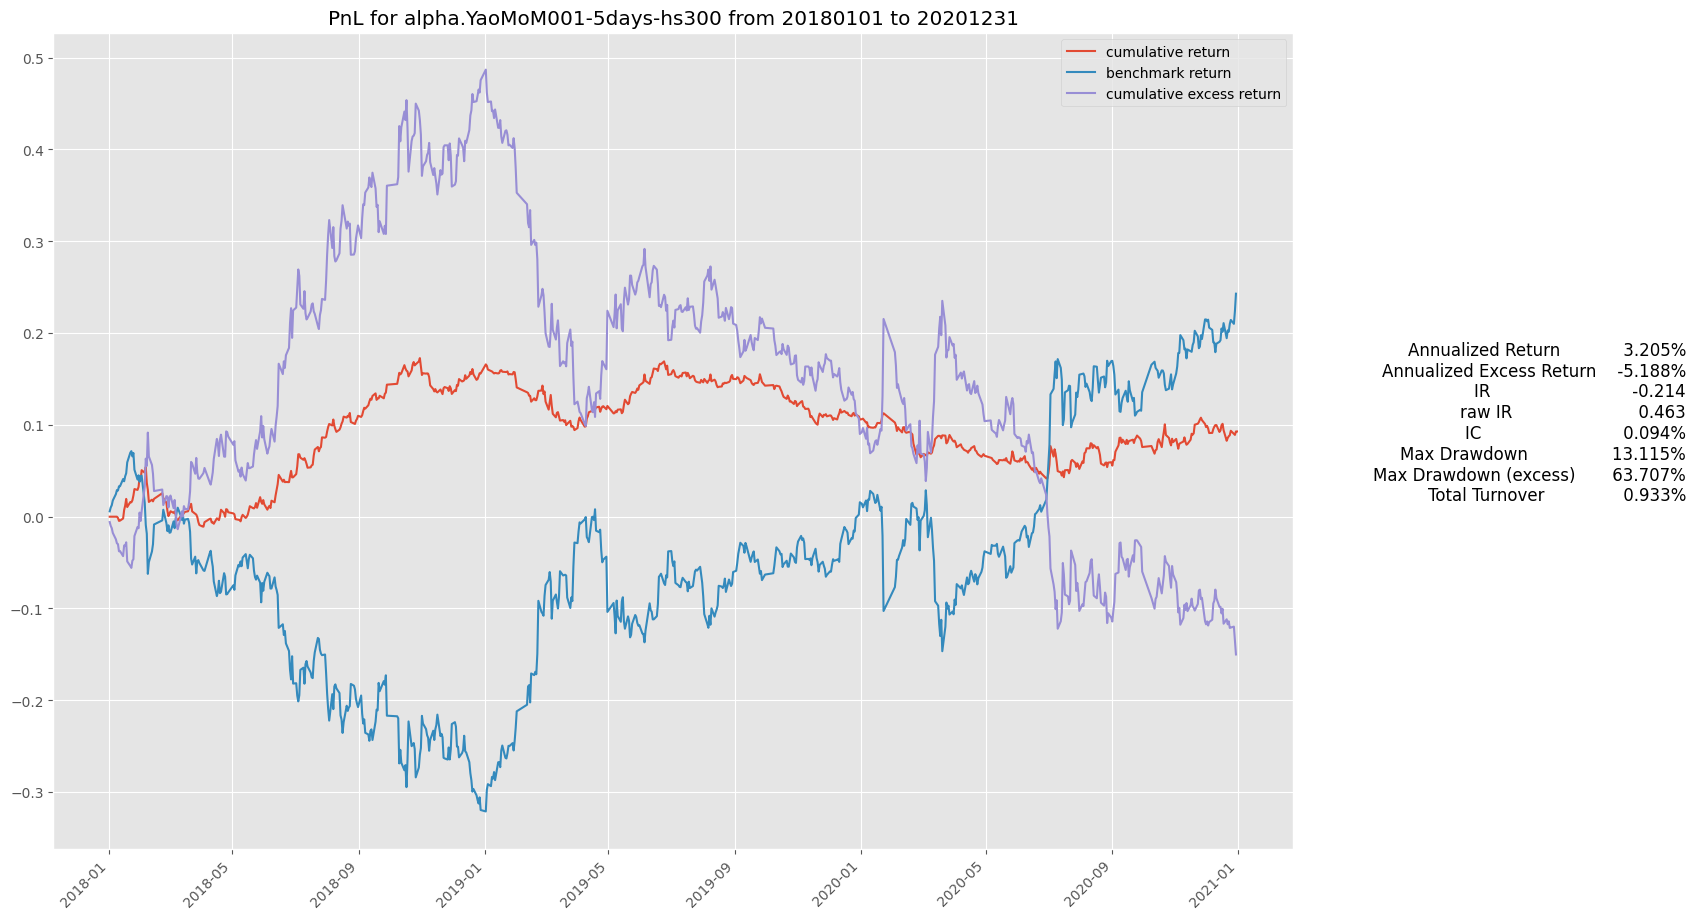 PnL for alpha.YaoMoM001-5days-hs300 from 20180101 to 20201231
cumulative return
benchmark return
cumulative excess return
0.5
0.4
0.3
0.2
0.1
0.0
−0.1
−0.2
−0.3
2018-01
2018-05
2018-09
2019-01
2019-05
2019-09
2020-01
2020-05
2020-09
2021-01
Annualized Return 3.205%
Annualized Excess Return -5.188%
IR -0.214
raw IR 0.463
IC 0.094%
Max Drawdown 13.115%
Max Drawdown (excess) 63.707%
Total Turnover 0.933%